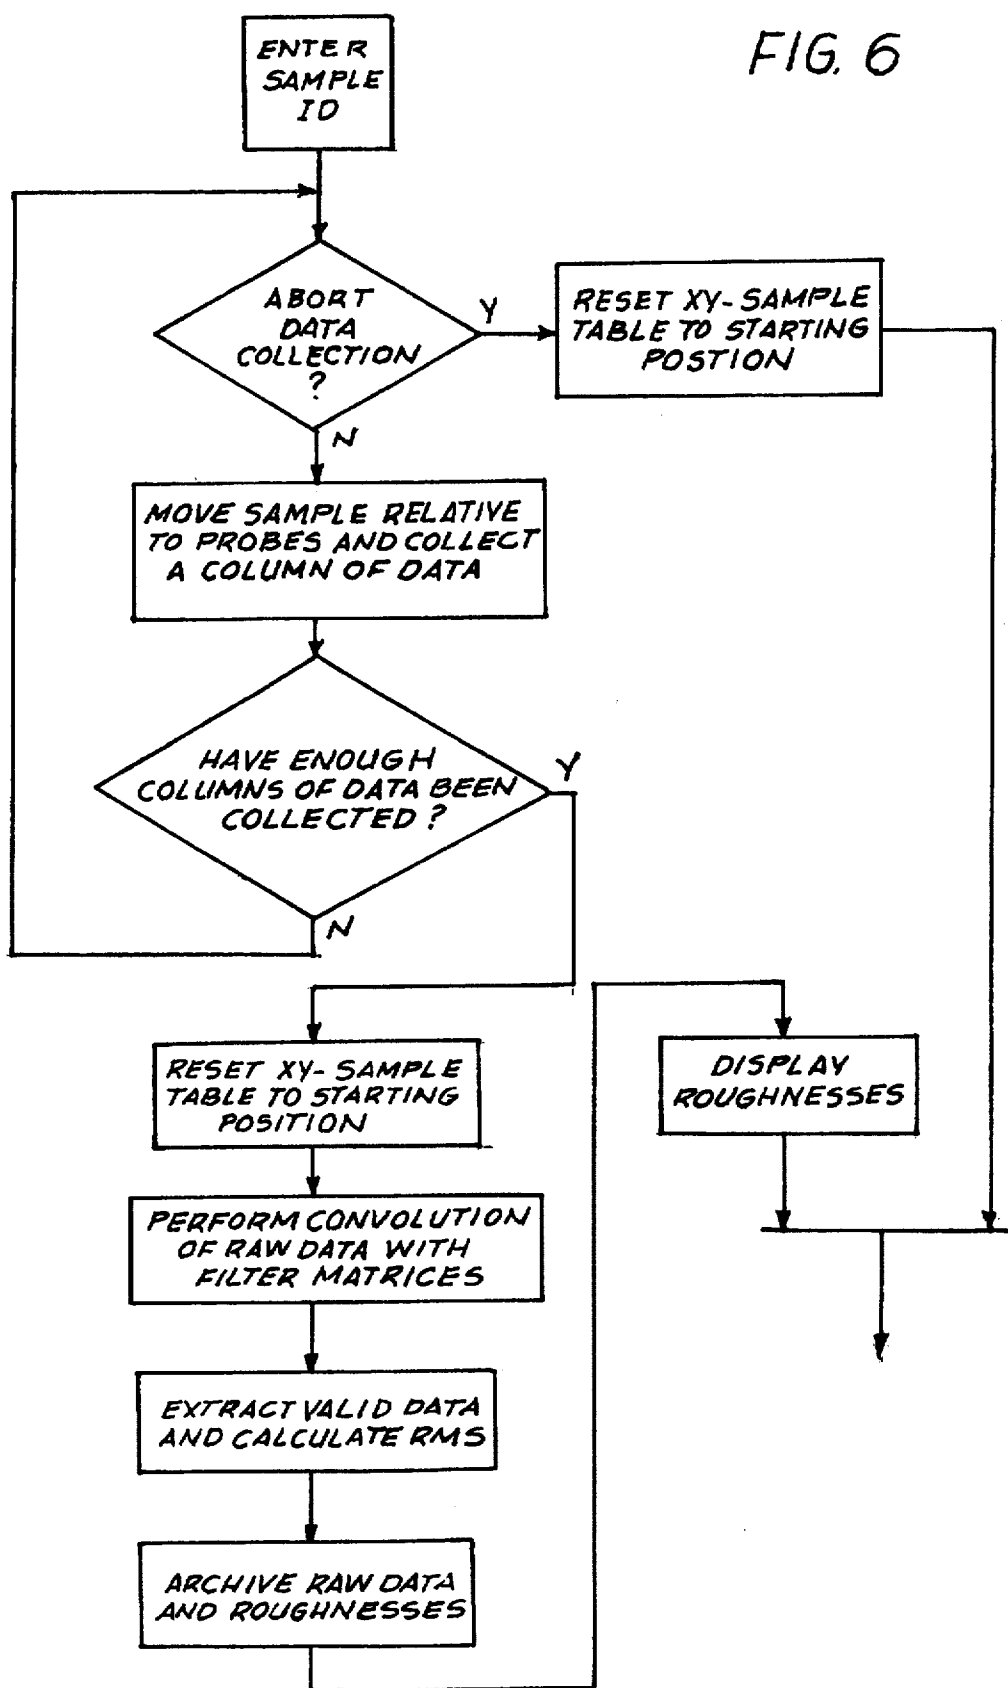 FIG. 6
ENTER
SAMPLE
ID
ABORT
DATA
COLLECTION
?
Y
N
RESET XY-SAMPLE
TABLE TO STARTING
POSTION
MOVE SAMPLE RELATIVE
TO PROBES AND COLLECT
A COLUMN OF DATA
HAVE ENOUGH
COLUMNS OF DATA BEEN
COLLECTED?
Y
N
RESET XY-SAMPLE
TABLE TO STARTING
POSITION
PERFORM CONVOLUTION
OF RAW DATA WITH
FILTER MATRICES
EXTRACT VALID DATA
AND CALCULATE RMS
ARCHIVE RAW DATA
AND ROUGHNESSES
DISPLAY
ROUGHNESSES